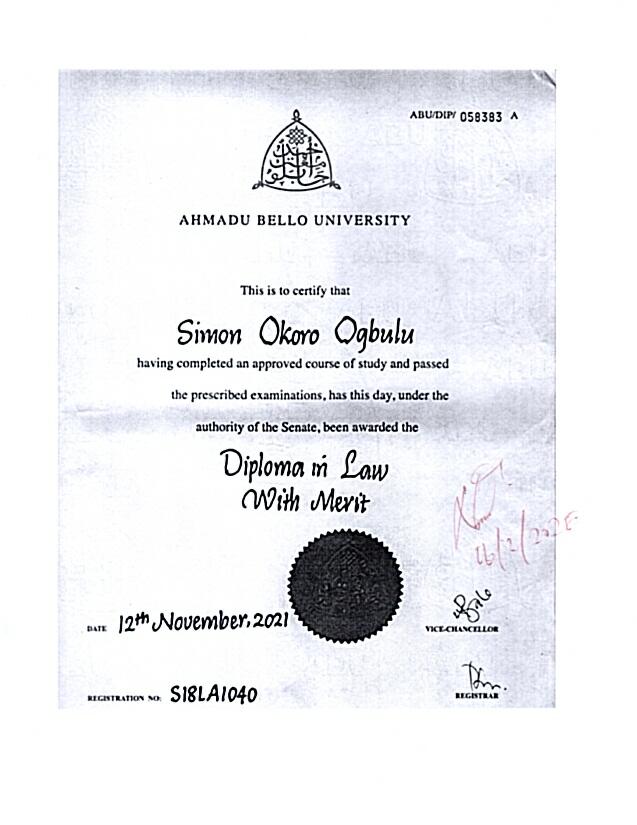 ABU/DIP/ 058383 A
AHMADU BELLO UNIVERSITY
This is to certify that
Simon Okoro Ogbulu
having completed an approved course of study and passed
the prescribed examinations, has this day, under the
authority of the Senate, been awarded the
Diploma in Law
With Merit
DATE 12th November, 2021
VICE-CHANCELLOR
REGISTRATION NO: S18LA1040
REGISTRAR